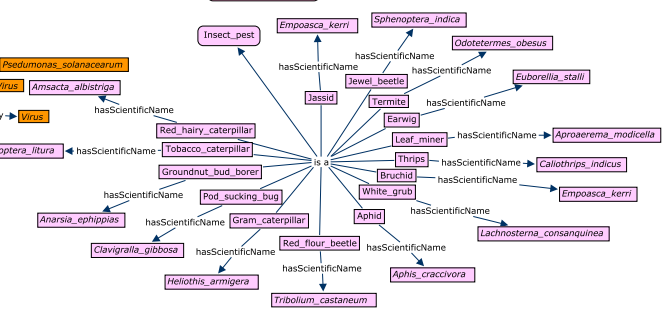 Insect_pest
Empoasca_kerri
Sphenoptera_indica
Odotetermes_obesus
Psedumonas_solanacearum
hasScientificName
hasScientificName
Jewel_beetle
hasScientificName
Euborellia_stalli
Virus
Amsacta_albistriga
Jassid
Termite
hasScientificName
hasScientificName
Virus
Earwig
Red_hairy_caterpillar
Leaf_miner
hasScientificName
Aproaerema_modicella
optera_litura
hasScientificName
Tobacco_caterpillar
is a
Thrips
hasScientificName
Caliothrips_indicus
Groundnut_bud_borer
Bruchid
hasScientificName
Empoasca_kerri
hasScientificName
Pod_sucking_bug
White_grub
hasScientificName
Anarsia_ephippias
hasScientificName
Gram_caterpillar
Aphid
Lachnosterna_consanquinea
Clavigralla_gibbosa
hasScientificName
Red_flour_beetle
hasScientificName
hasScientificName
Heliothis_armigera
Aphis_craccivora
Tribolium_castaneum